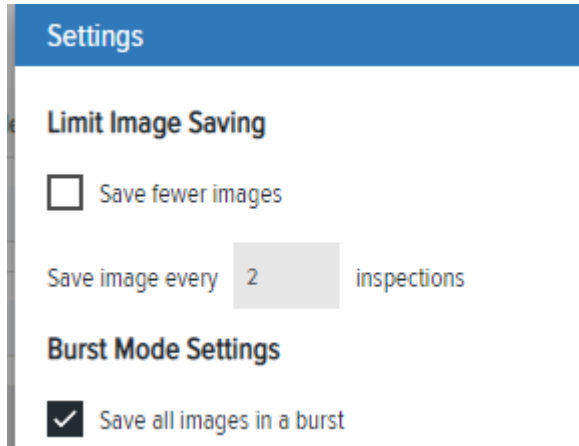 Settings
Limit Image Saving
Save fewer images
Save image every 2 inspections
Burst Mode Settings
Save all images in a burst